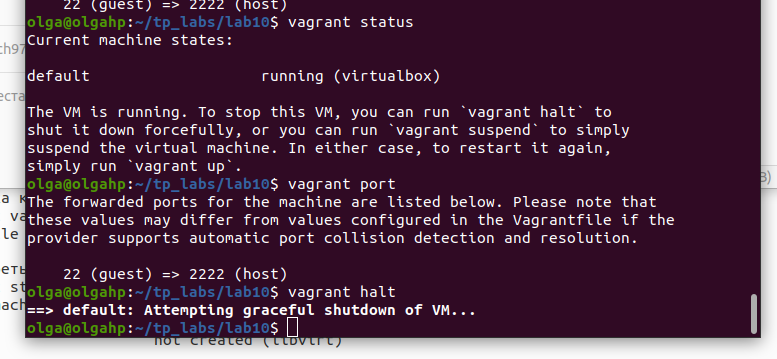 22 (guest) => 2222 (host)
olga@olgahp:~/tp_labs/lab10$ vagrant status
Current machine states:
default                   running (virtualbox)
The VM is running. To stop this VM, you can run `vagrant halt` to
shut it down forcefully, or you can run `vagrant suspend` to simply
suspend the virtual machine. In either case, to restart it again,
simply run `vagrant up`.
olga@olgahp:~/tp_labs/lab10$ vagrant port
The forwarded ports for the machine are listed below. Please note that
these values may differ from values configured in the Vagrantfile if the
provider supports automatic port collision detection and resolution.
22 (guest) => 2222 (host)
olga@olgahp:~/tp_labs/lab10$ vagrant halt
==> default: Attempting graceful shutdown of VM...
olga@olgahp:~/tp_labs/lab10$
not created (libvirt)